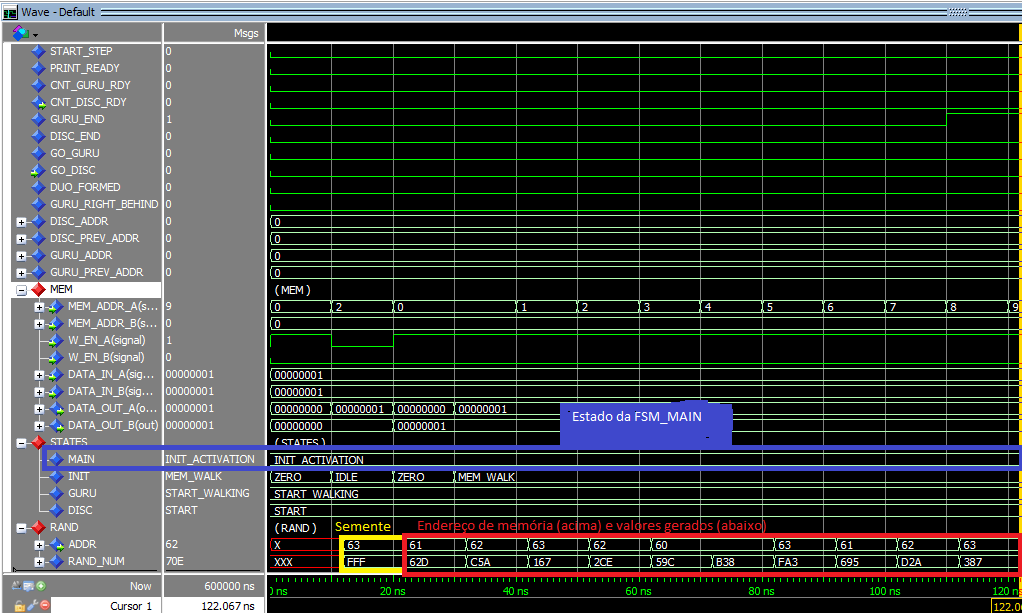 Wave - Default
Msgs
START_STEP 0
PRINT_READY 0
CNT_GURU_RDY 0
CNT_DISC_RDY 0
GURU_END 1
DISC_END 0
GO_GURU 0
GO_DISC 0
DUO_FORMED 0
GURU_RIGHT_BEHIND 0
DISC_ADDR 0 0
DISC_PREV_ADDR 0 0
GURU_ADDR 0 0
GURU_PREV_ADDR 0 0
MEM (MEM)
MEM_ADDR_A(s... 9 0 2 0 1 2 3 4 5 6 7 8 9
MEM_ADDR_B(s... 0 0
W_EN_A(signal) 1
W_EN_B(signal) 0
DATA_IN_A(sig... 00000001 00000001
DATA_IN_B(sig... 00000001 00000001
DATA_OUT_A(o... 00000001 00000000 00000001 00000000 00000001
DATA_OUT_B(out) 00000001 00000000 00000001
Estado da FSM_MAIN
STATES (STATES)
MAIN INIT_ACTIVATION INIT_ACTIVATION
INIT MEM_WALK ZERO IDLE ZERO MEM_WALK
GURU START_WALKING START_WALKING
DISC START START
RAND (RAND) Semente Endereço de memória (acima) e valores gerados (abaixo)
ADDR 62 X 63 61 62 63 62 60 63 61 62 63
RAND_NUM 70E XXX FFF 62D C5A 167 2CE 59C B38 FA3 695 D2A 387
Now 600000 ns ns 20 ns 40 ns 60 ns 80 ns 100 ns 120 n
Cursor 1 122.067 ns 122.0